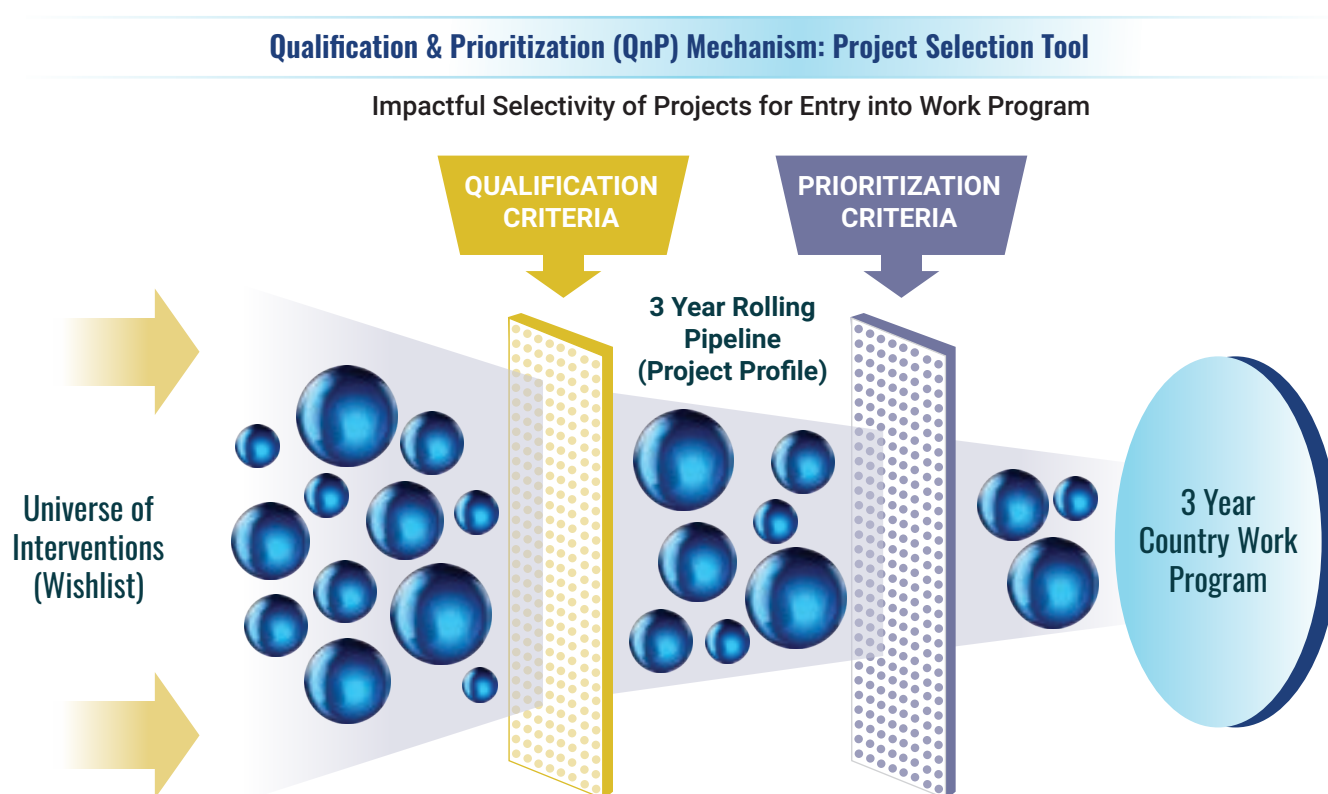 Qualification & Prioritization (QnP) Mechanism: Project Selection Tool
Impactful Selectivity of Projects for Entry into Work Program
QUALIFICATION
CRITERIA
PRIORITIZATION
CRITERIA
3 Year Rolling
Pipeline
(Project Profile)
Universe of
Interventions
(Wishlist)
3 Year
Country Work
Program